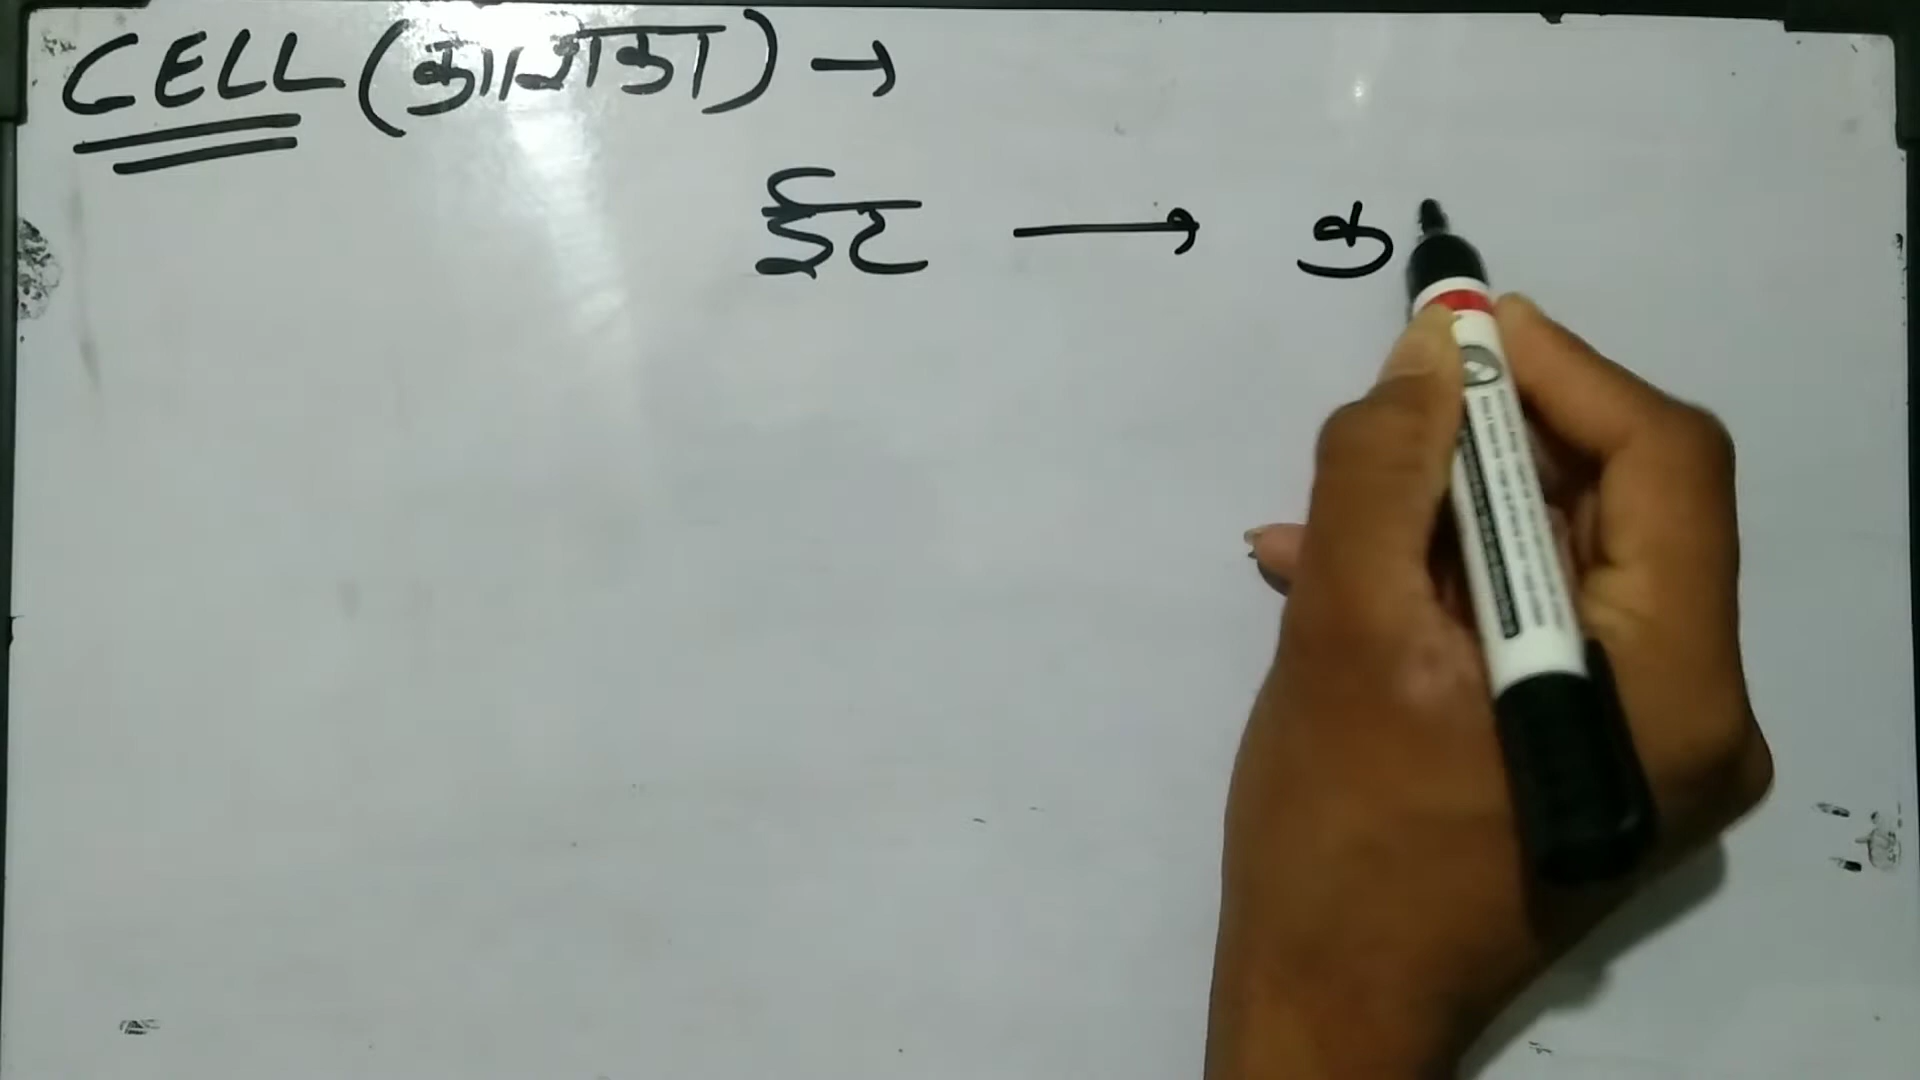 CELL (कोशिका) →
ईंट → क